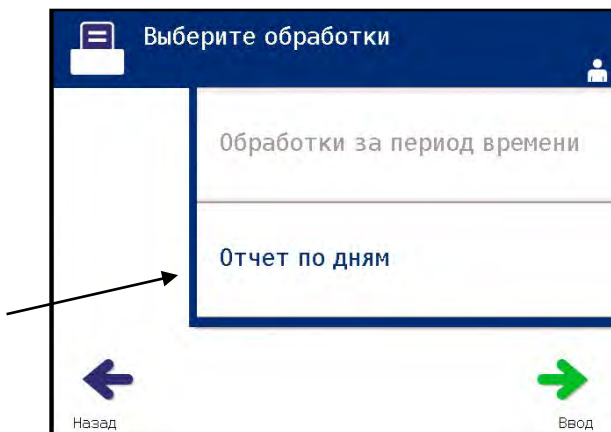 Выберите обработки
Обработки за период времени
Отчет по дням
Назад
Ввод